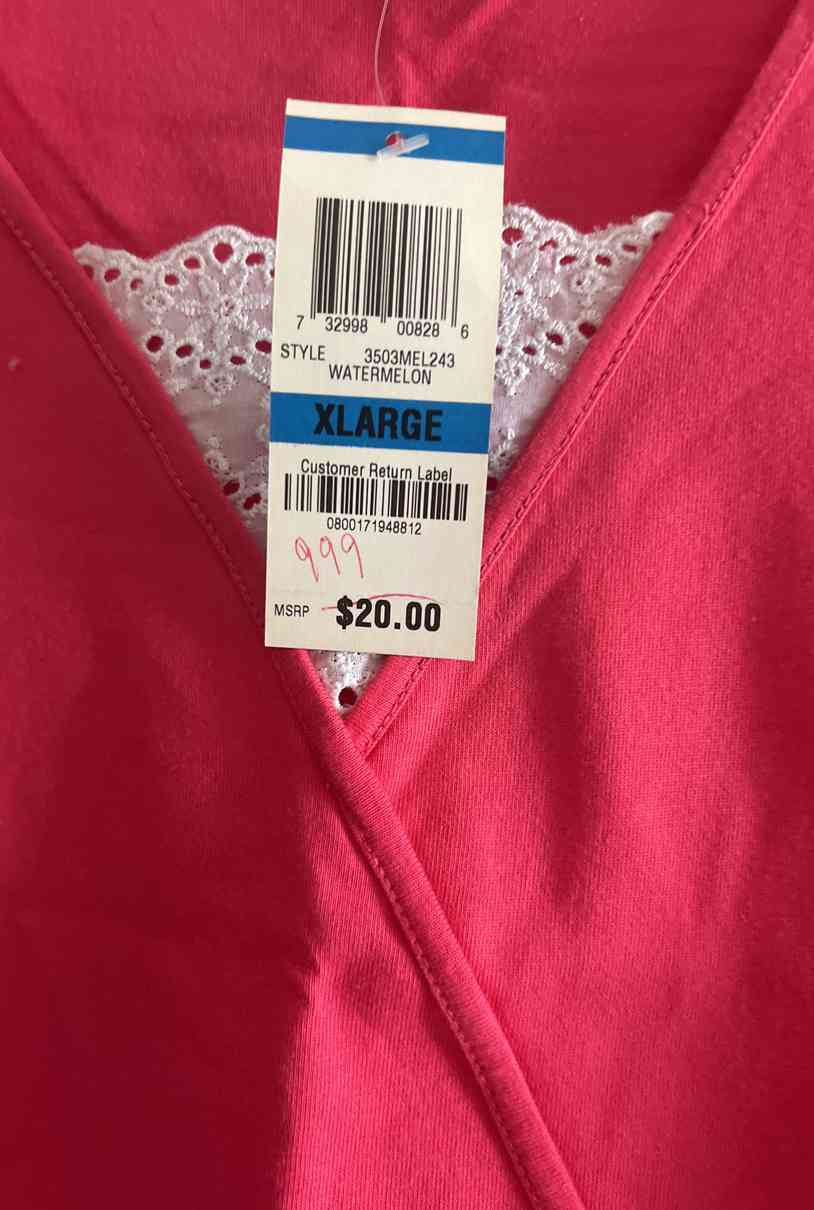 7 32998 00828 6
STYLE 3503MEL243
WATERMELON
XLARGE
Customer Return Label
0800171948812
999
MSRP $20.00